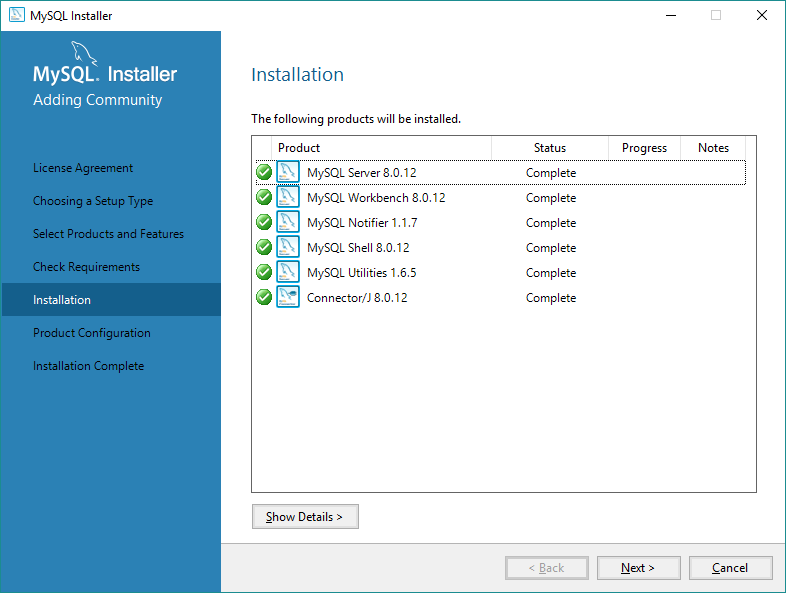 MySQL Installer
MySQL. Installer
Adding Community
License Agreement
Choosing a Setup Type
Select Products and Features
Check Requirements
Installation
Product Configuration
Installation Complete
Installation
The following products will be installed.
Product Status Progress Notes
MySQL Server 8.0.12 Complete
MySQL Workbench 8.0.12 Complete
MySQL Notifier 1.1.7 Complete
MySQL Shell 8.0.12 Complete
MySQL Utilities 1.6.5 Complete
Connector/J 8.0.12 Complete
Show Details >
< Back Next > Cancel